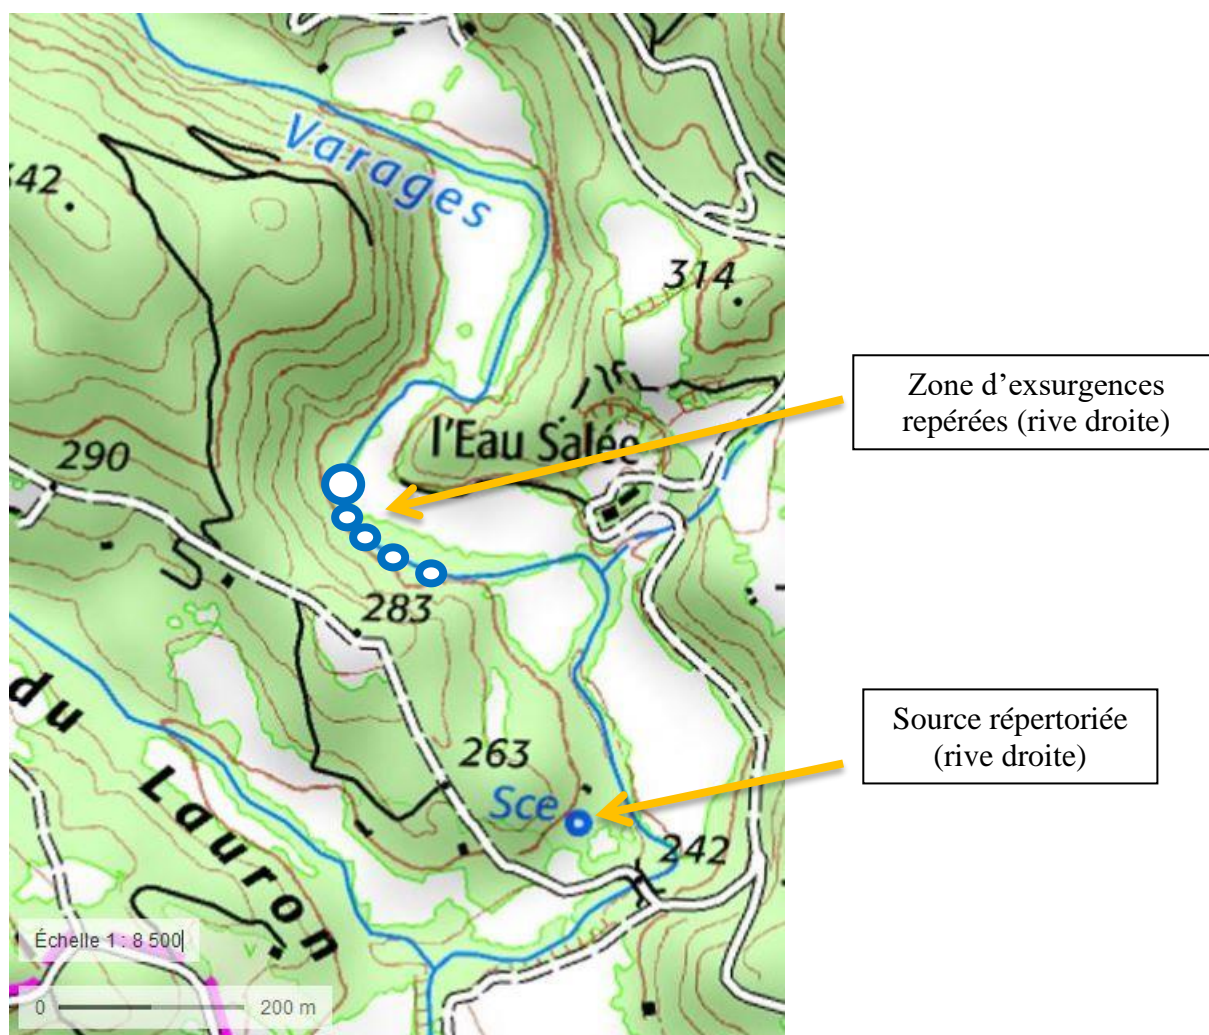 Varages
42
314
Zone d’exsurgences
repérées (rive droite)
l'Eau Salée
290
283
du
Lauron
263
Source répertoriée
(rive droite)
Sce
242
Échelle 1 : 8 500
0 200 m